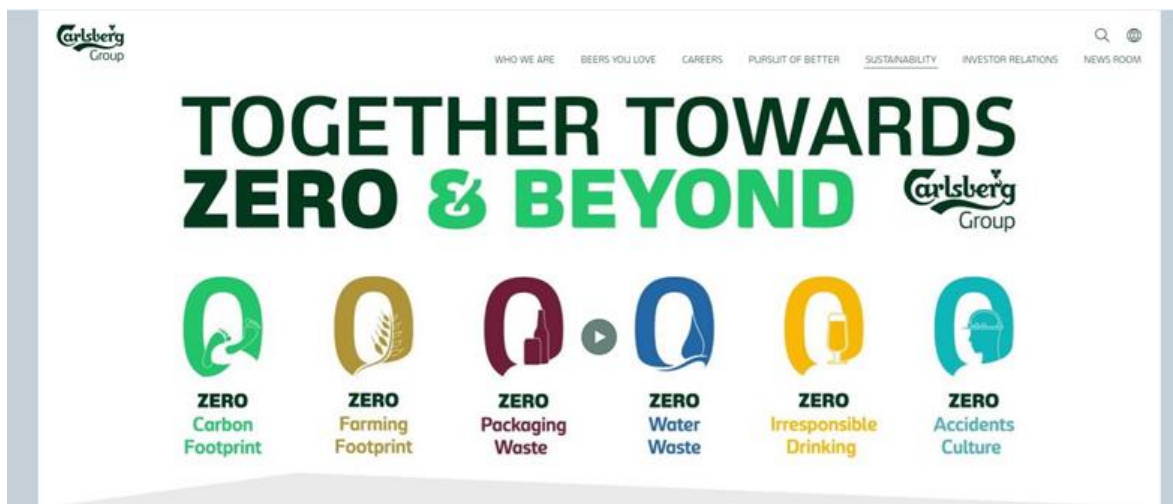 Carlsberg
Group
WHO WE ARE BEERS YOU LOVE CAREERS PURSUIT OF BETTER SUSTAINABILITY INVESTOR RELATIONS NEWS ROOM
TOGETHER TOWARDS
ZERO & BEYOND
Carlsberg
Group
ZERO
Carbon
Footprint
ZERO
Farming
Footprint
ZERO
Packaging
Waste
ZERO
Water
Waste
ZERO
Irresponsible
Drinking
ZERO
Accidents
Culture